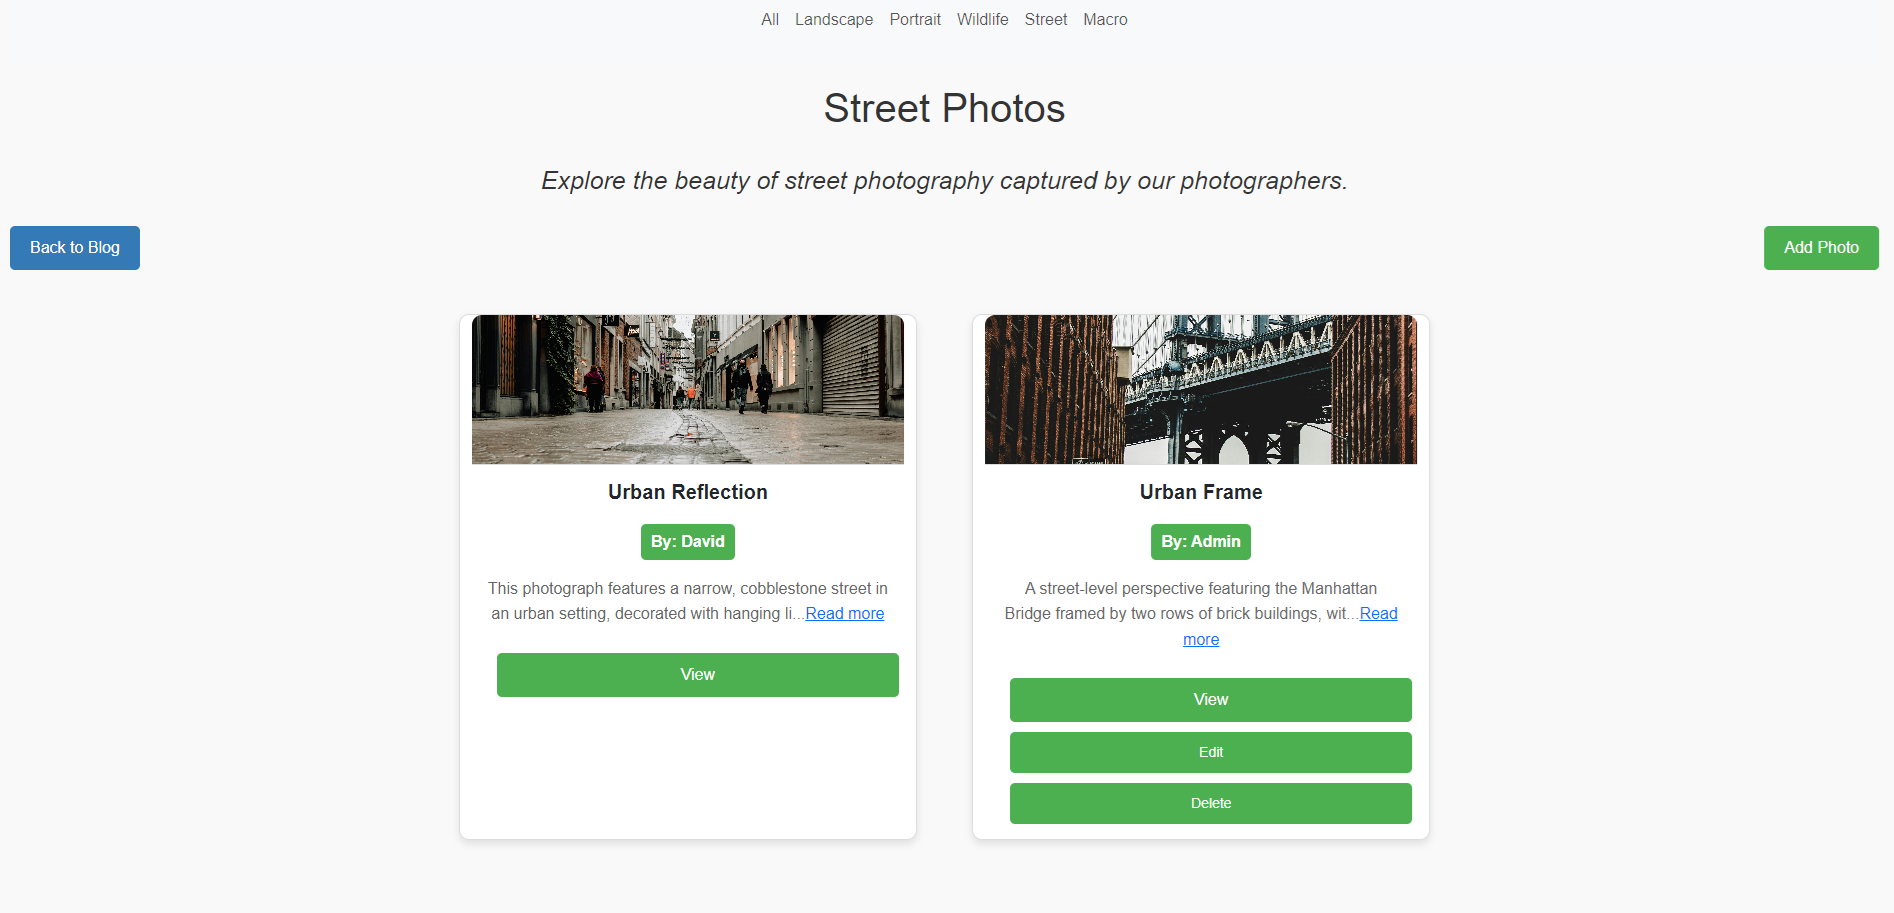 All Landscape Portrait Wildlife Street Macro
Street Photos
Explore the beauty of street photography captured by our photographers.
Back to Blog
Add Photo
Urban Reflection
By: David
This photograph features a narrow, cobblestone street in
an urban setting, decorated with hanging li...Read more
View
Urban Frame
By: Admin
A street-level perspective featuring the Manhattan
Bridge framed by two rows of brick buildings, wit...Read
more
View
Edit
Delete